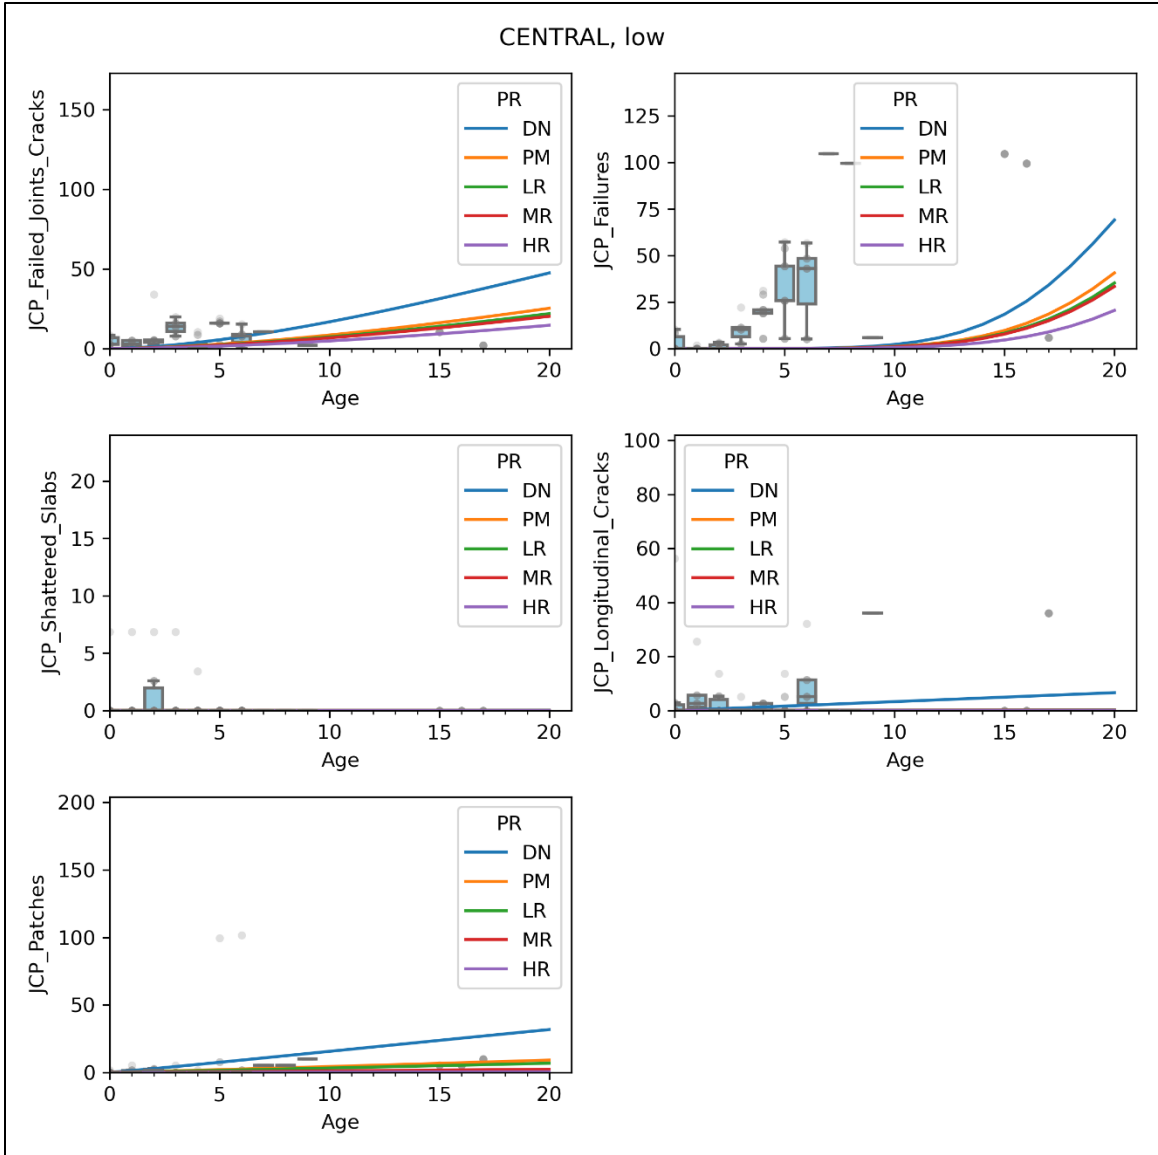 CENTRAL, low
JCP_Failed_Joints_Cracks
150
100
50
0
0 5 10 15 20
Age
PR
DN
PM
LR
MR
HR
JCP_Failures
125
100
75
50
25
0
0 5 10 15 20
Age
PR
DN
PM
LR
MR
HR
JCP_Shattered_Slabs
20
15
10
5
0
0 5 10 15 20
Age
PR
DN
PM
LR
MR
HR
JCP_Longitudinal_Cracks
100
80
60
40
20
0
0 5 10 15 20
Age
PR
DN
PM
LR
MR
HR
JCP_Patches
200
150
100
50
0
0 5 10 15 20
Age
PR
DN
PM
LR
MR
HR